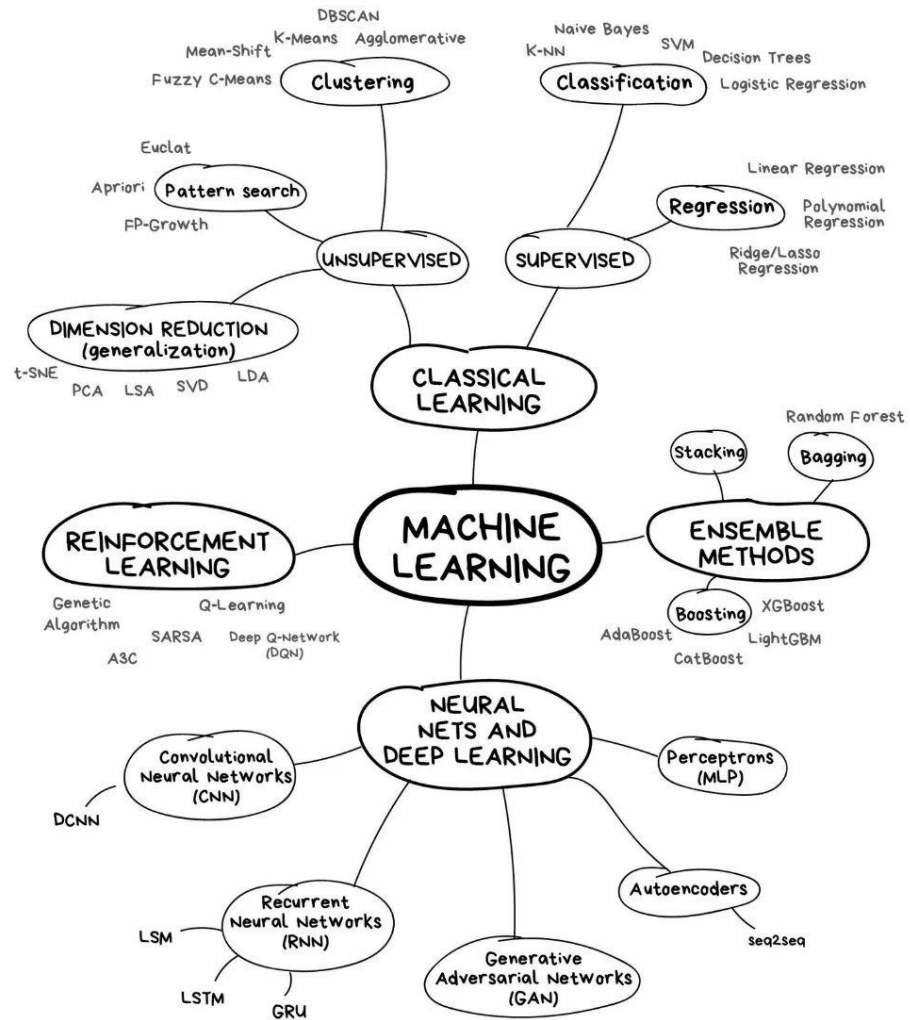 DBSCAN
K-Means
Agglomerative
Mean-Shift
Fuzzy C-Means
Clustering
Naive Bayes
K-NN
SVM
Decision Trees
Classification
Logistic Regression
Euclat
Apriori
Pattern search
FP-Growth
Linear Regression
Regression
Polynomial
Regression
Ridge/Lasso
Regression
UNSUPERVISED
SUPERVISED
DIMENSION REDUCTION
(generalization)
t-SNE
PCA
LSA
SVD
LDA
CLASSICAL
LEARNING
Random Forest
Stacking
Bagging
MACHINE
LEARNING
ENSEMBLE
METHODS
REINFORCEMENT
LEARNING
Genetic
Algorithm
Q-Learning
SARSA
Deep Q-Network
(DQN)
A3C
Boosting
XGBoost
AdaBoost
LightGBM
CatBoost
NEURAL
NETS AND
DEEP LEARNING
Convolutional
Neural Networks
(CNN)
DCNN
Perceptrons
(MLP)
Recurrent
Neural Networks
(RNN)
LSM
LSTM
GRU
Generative
Adversarial Networks
(GAN)
Autoencoders
seq2seq